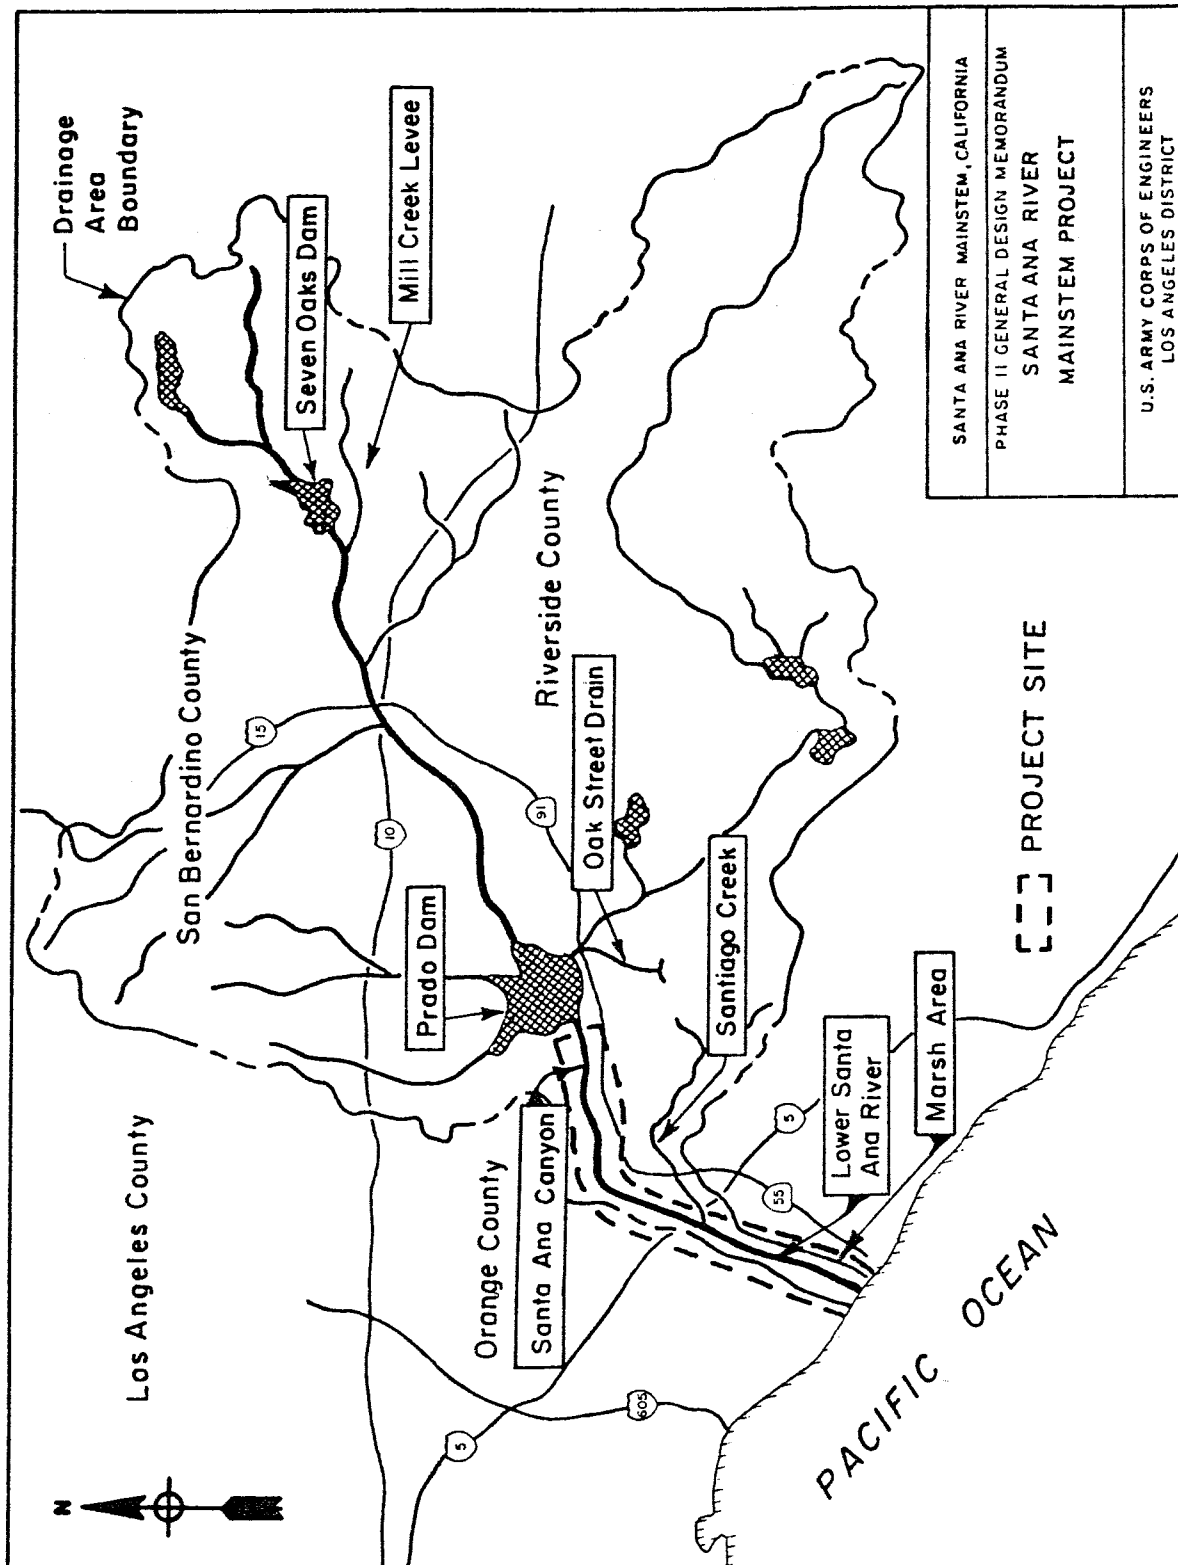 N
Los Angeles County
San Bernardino County
Drainage
Area
Boundary
Seven Oaks Dam
Mill Creek Levee
15
10
Prado Dam
91
Riverside County
Oak Street Drain
Orange County
Santa Ana Canyon
Santiago Creek
5
605
5
55
Lower Santa
Ana River
Marsh Area
PACIFIC OCEAN
PROJECT SITE
SANTA ANA RIVER MAINSTEM, CALIFORNIA
PHASE II GENERAL DESIGN MEMORANDUM
SANTA ANA RIVER
MAINSTEM PROJECT
U.S. ARMY CORPS OF ENGINEERS
LOS ANGELES DISTRICT